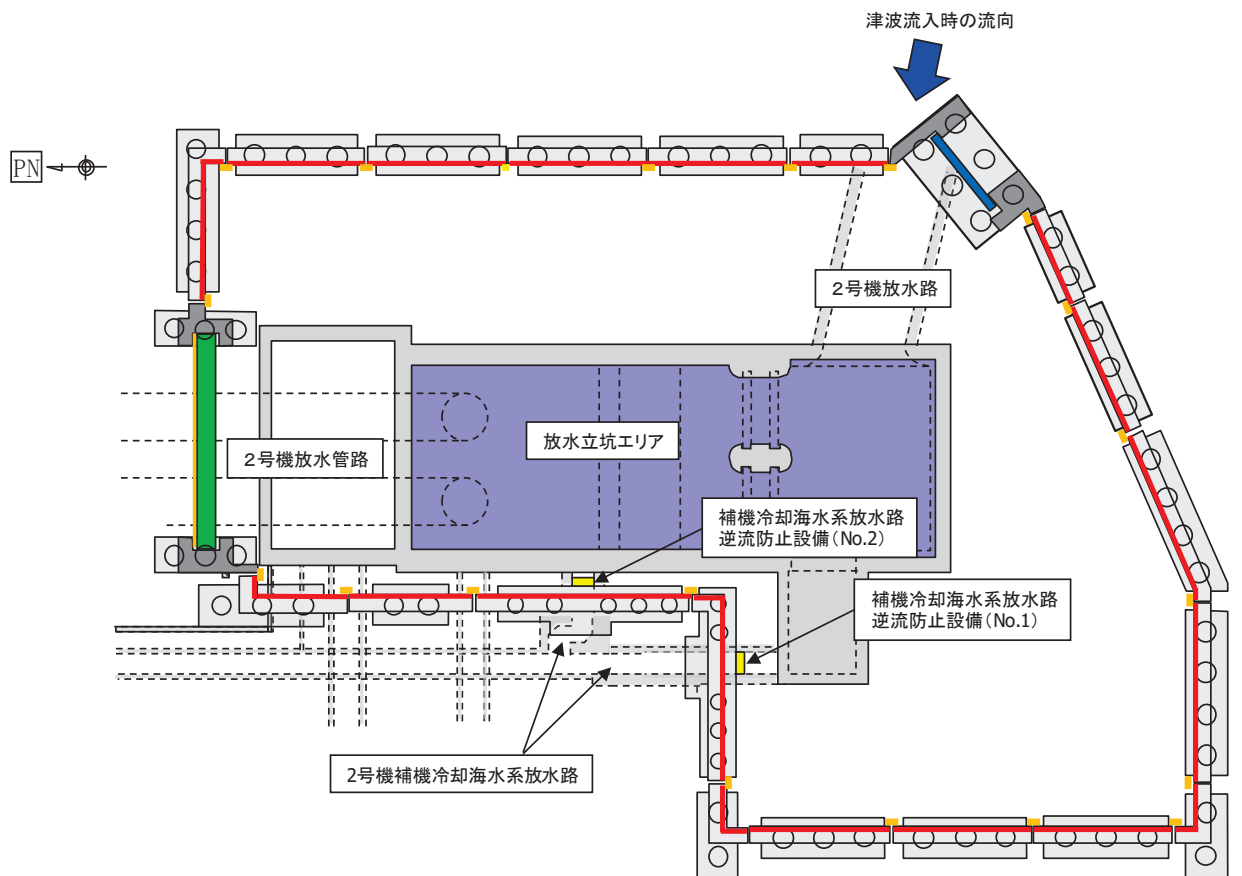 津波流入時の流向
PN
2号機放水路
放水立坑エリア
2号機放水管路
補機冷却海水系放水路
逆流防止設備(No.2)
補機冷却海水系放水路
逆流防止設備(No.1)
2号機補機冷却海水系放水路